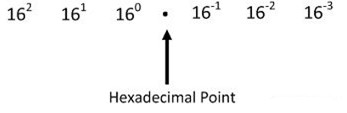 16² 16¹ 16⁰ • 16⁻¹ 16⁻² 16⁻³
Hexadecimal Point